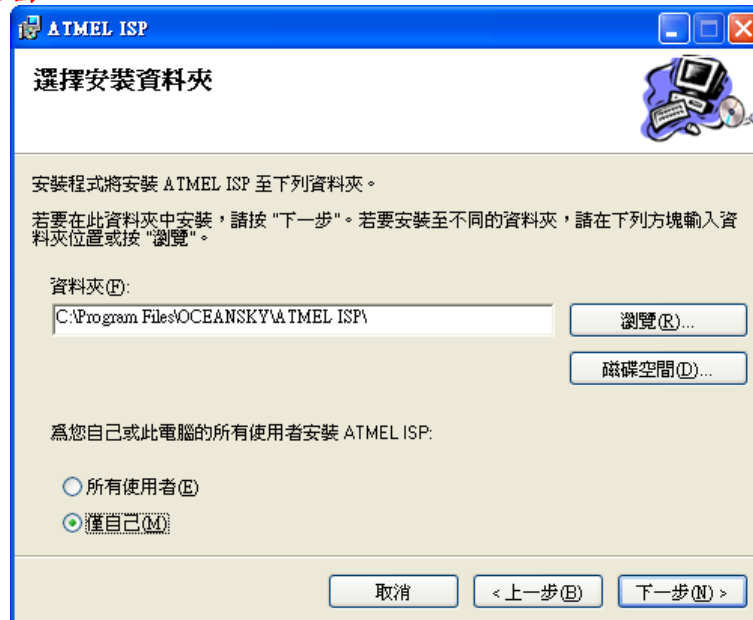 ATMEL ISP
選擇安裝資料夾
安裝程式將安裝 ATMEL ISP 至下列資料夾。
若要在此資料夾中安裝，請按 "下一步"。若要安裝至不同的資料夾，請在下列方塊輸入資
料夾位置或按 "瀏覽"。
資料夾(F):
C:\Program Files\OCEANSKY\ATMEL ISP\
瀏覽(R)...
磁碟空間(D)...
為您自己或此電腦的所有使用者安裝 ATMEL ISP:
所有使用者(E)
僅自己(M)
取消
< 上一步(B)
下一步(N) >